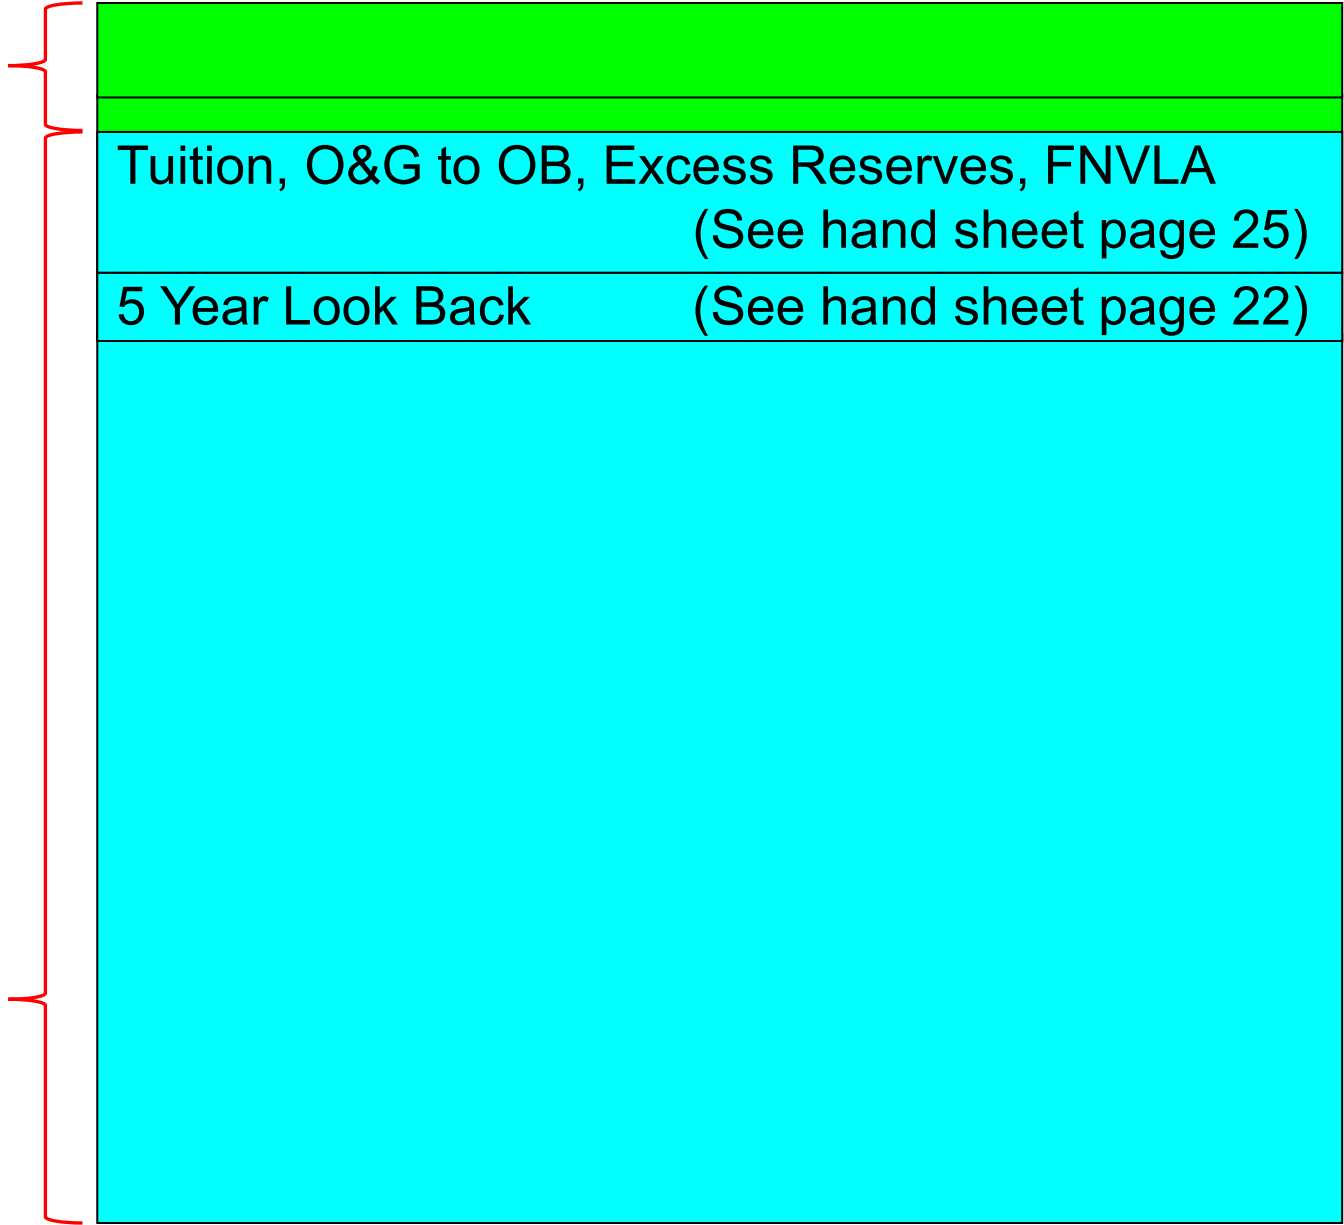 Tuition, O&G to OB, Excess Reserves, FNVLA
(See hand sheet page 25)
5 Year Look Back (See hand sheet page 22)